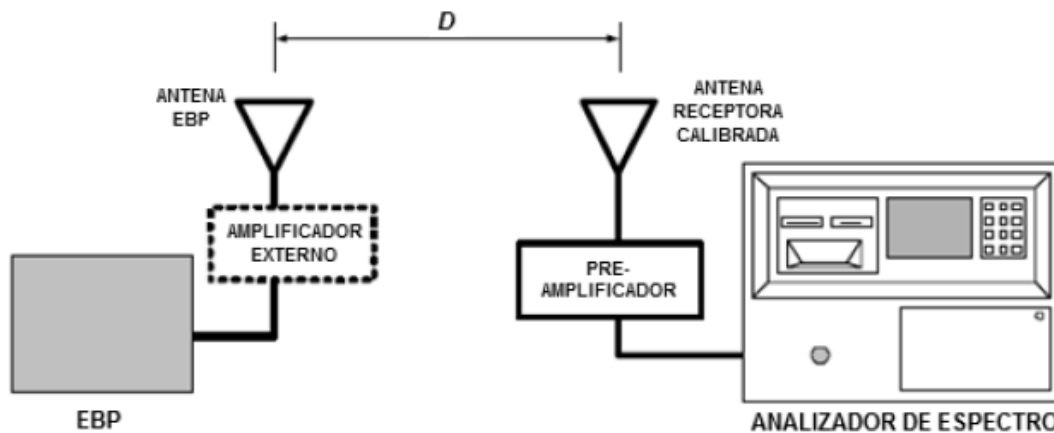 D
ANTENA
EBP
ANTENA
RECEPTORA
CALIBRADA
AMPLIFICADOR
EXTERNO
PRE-
AMPLIFICADOR
EBP
ANALIZADOR DE ESPECTRO